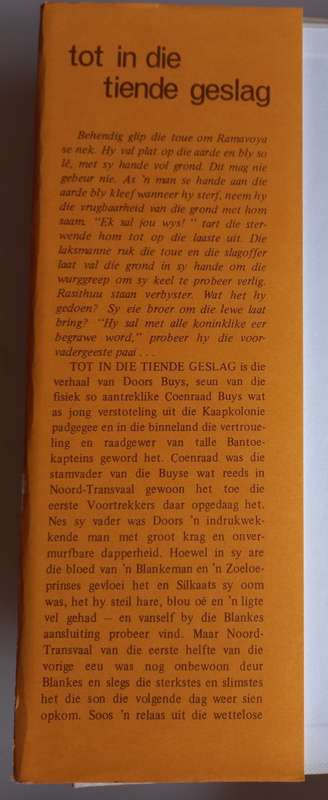 tot in die
tiende geslag
Behendig glip die toue om Ramavoya
se nek. Hy val plat op die aarde en bly so
lê, met sy hande vol grond. Dit mag nie
gebeur nie. As 'n man se hande aan die
aarde bly kleef wanneer hy sterf, neem hy
die vrugbaarheid van die grond met hom
saam. “Ek sal jou wys! ” tart die ster-
wende hom tot op die laaste uit. Die
laksmanne ruk die toue en die slagoffer
laat val die grond in sy hande om die
wurggreep om sy keel te probeer verlig.
Rasithuu staan verbyster. Wat het hy
gedoen? Sy eie broer om die lewe laat
bring? “Hy sal met alle koninklike eer
begrawe word,” probeer hy die voor-
vadergeeste paai . . .
TOT IN DIE TIENDE GESLAG is die
verhaal van Doors Buys, seun van die
fisiek so aantreklike Coenraad Buys wat
as jong verstoteling uit die Kaapkolonie
padgegee en in die binneland die vertroue-
ling en raadgewer van talle Bantoe-
kapteins geword het. Coenraad was die
stamvader van die Buyse wat reeds in
Noord-Transvaal gewoon het toe die
eerste Voortrekkers daar opgedaag het.
Nes sy vader was Doors 'n indrukwek-
kende man met groot krag en onver-
murfbare dapperheid. Hoewel in sy are
die bloed van 'n Blankeman en 'n Zoeloe-
prinses gevloei het en Silkaats sy oom
was, het hy steil hare, blou oë en 'n ligte
vel gehad — en vanself by die Blankes
aansluiting probeer vind. Maar Noord-
Transvaal van die eerste helfte van die
vorige eeu was nog onbewoon deur
Blankes en slegs die sterkstes en slimstes
het die son die volgende dag weer sien
opkom. Soos 'n relaas uit die wettelose